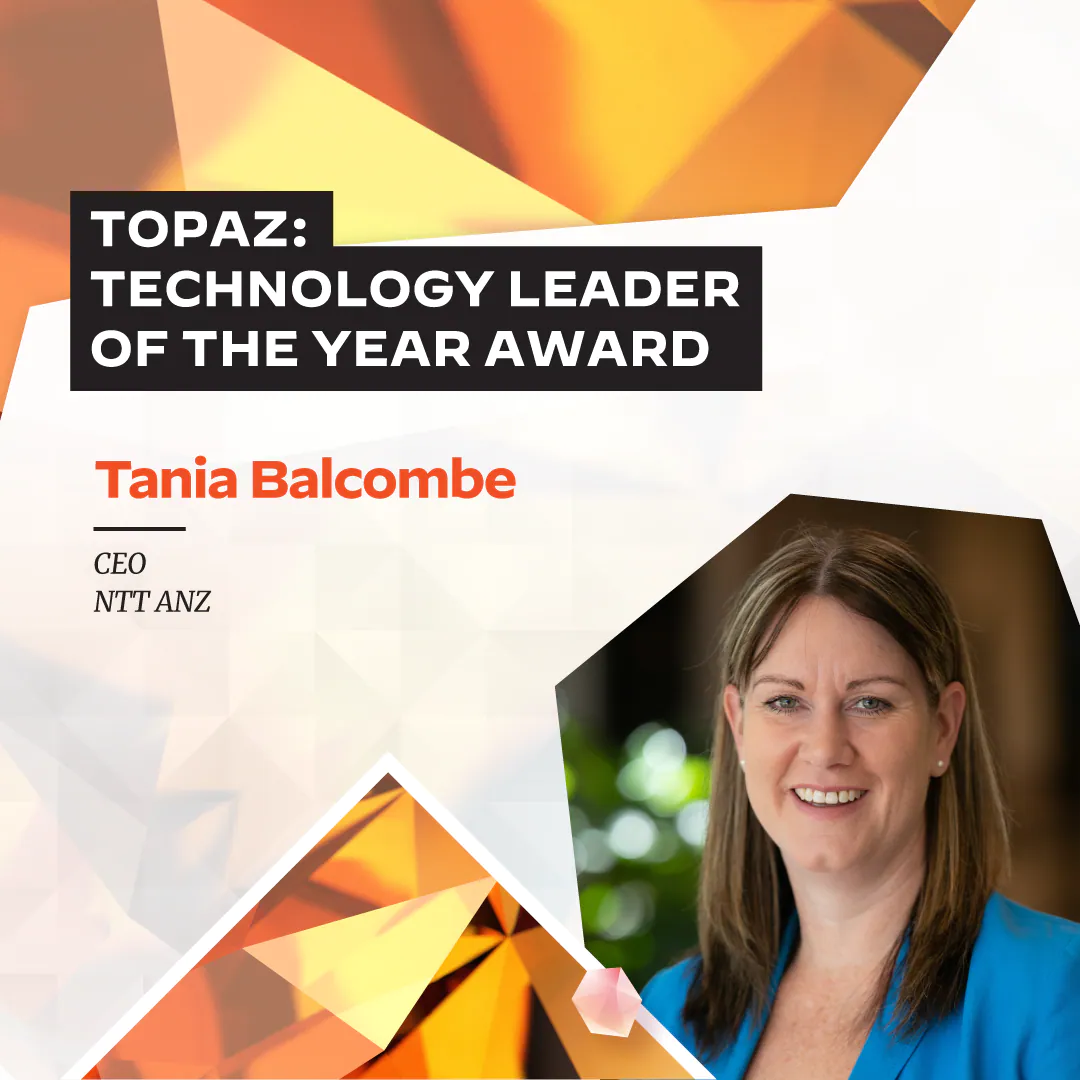 TOPAZ:
TECHNOLOGY LEADER
OF THE YEAR AWARD
Tania Balcombe
CEO
NTT ANZ